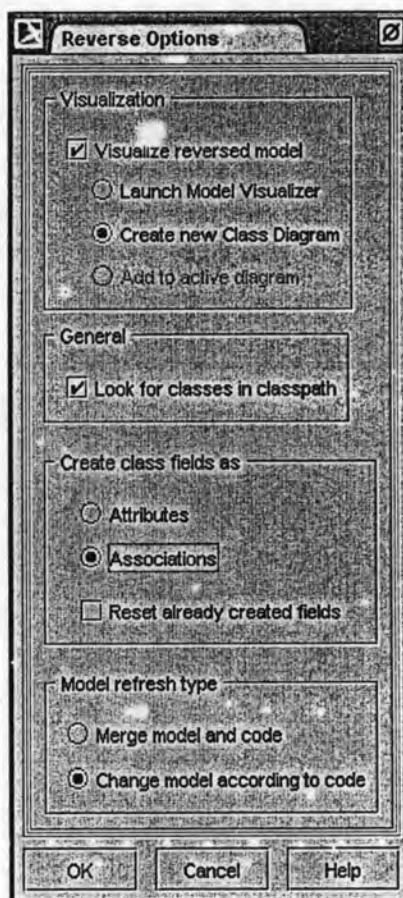 Reverse Options
Visualization
Visualize reversed model
Launch Model Visualizer
Create new Class Diagram
Add to active diagram
General
Look for classes in classpath
Create class fields as
Attributes
Associations
Reset already created fields
Model refresh type
Merge model and code
Change model according to code
OK
Cancel
Help